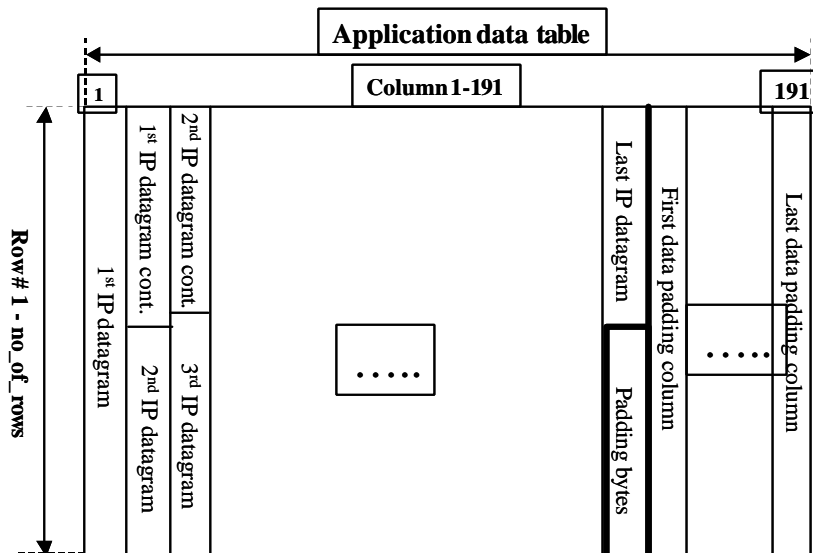 Application data table
1
Column 1-191
191
Row# 1 - no_of_rows
1st IP datagram
1st IP datagram cont.
2nd IP datagram
2nd IP datagram cont.
3rd IP datagram
.....
Last IP datagram
Padding bytes
First data padding column
.....
Last data padding column